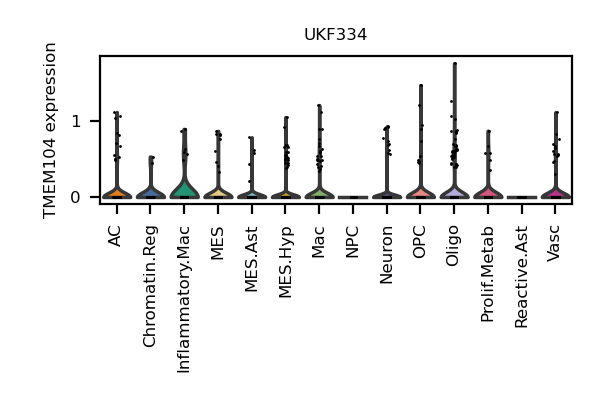 UKF334
TMEM104 expression
1
0
AC
Chromatin.Reg
Inflammatory.Mac
MES
MES.Ast
MES.Hyp
Mac
NPC
Neuron
OPC
Oligo
Prolif.Metab
Reactive.Ast
Vasc